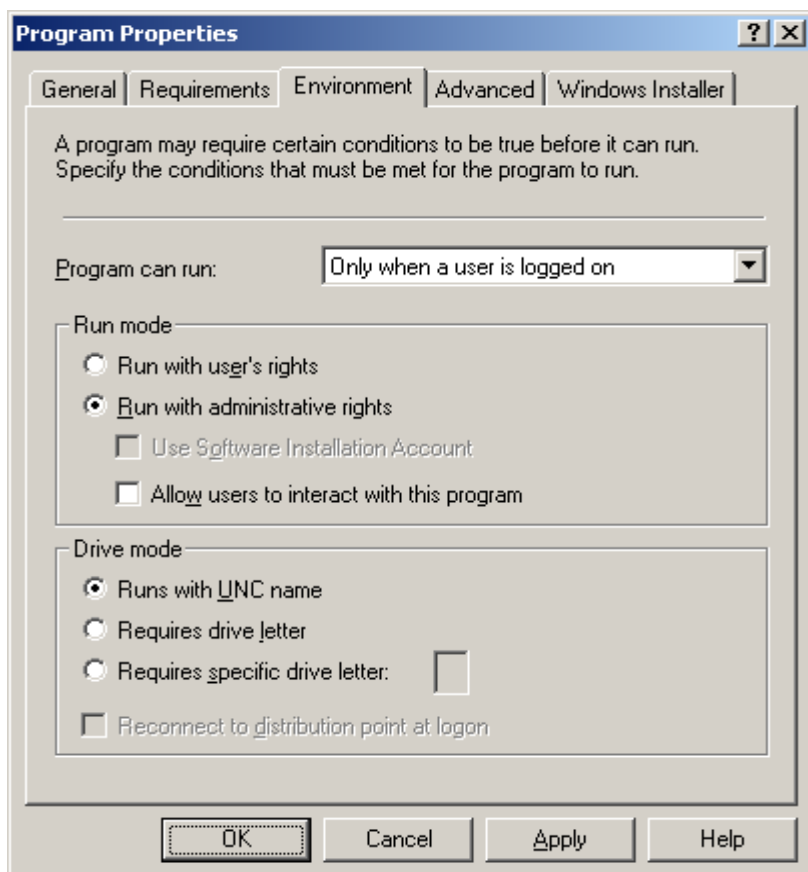 Program Properties
General Requirements Environment Advanced Windows Installer
A program may require certain conditions to be true before it can run.
Specify the conditions that must be met for the program to run.
Program can run: Only when a user is logged on
Run mode
Run with user's rights
Run with administrative rights
Use Software Installation Account
Allow users to interact with this program
Drive mode
Runs with UNC name
Requires drive letter
Requires specific drive letter:
Reconnect to distribution point at logon
OK Cancel Apply Help